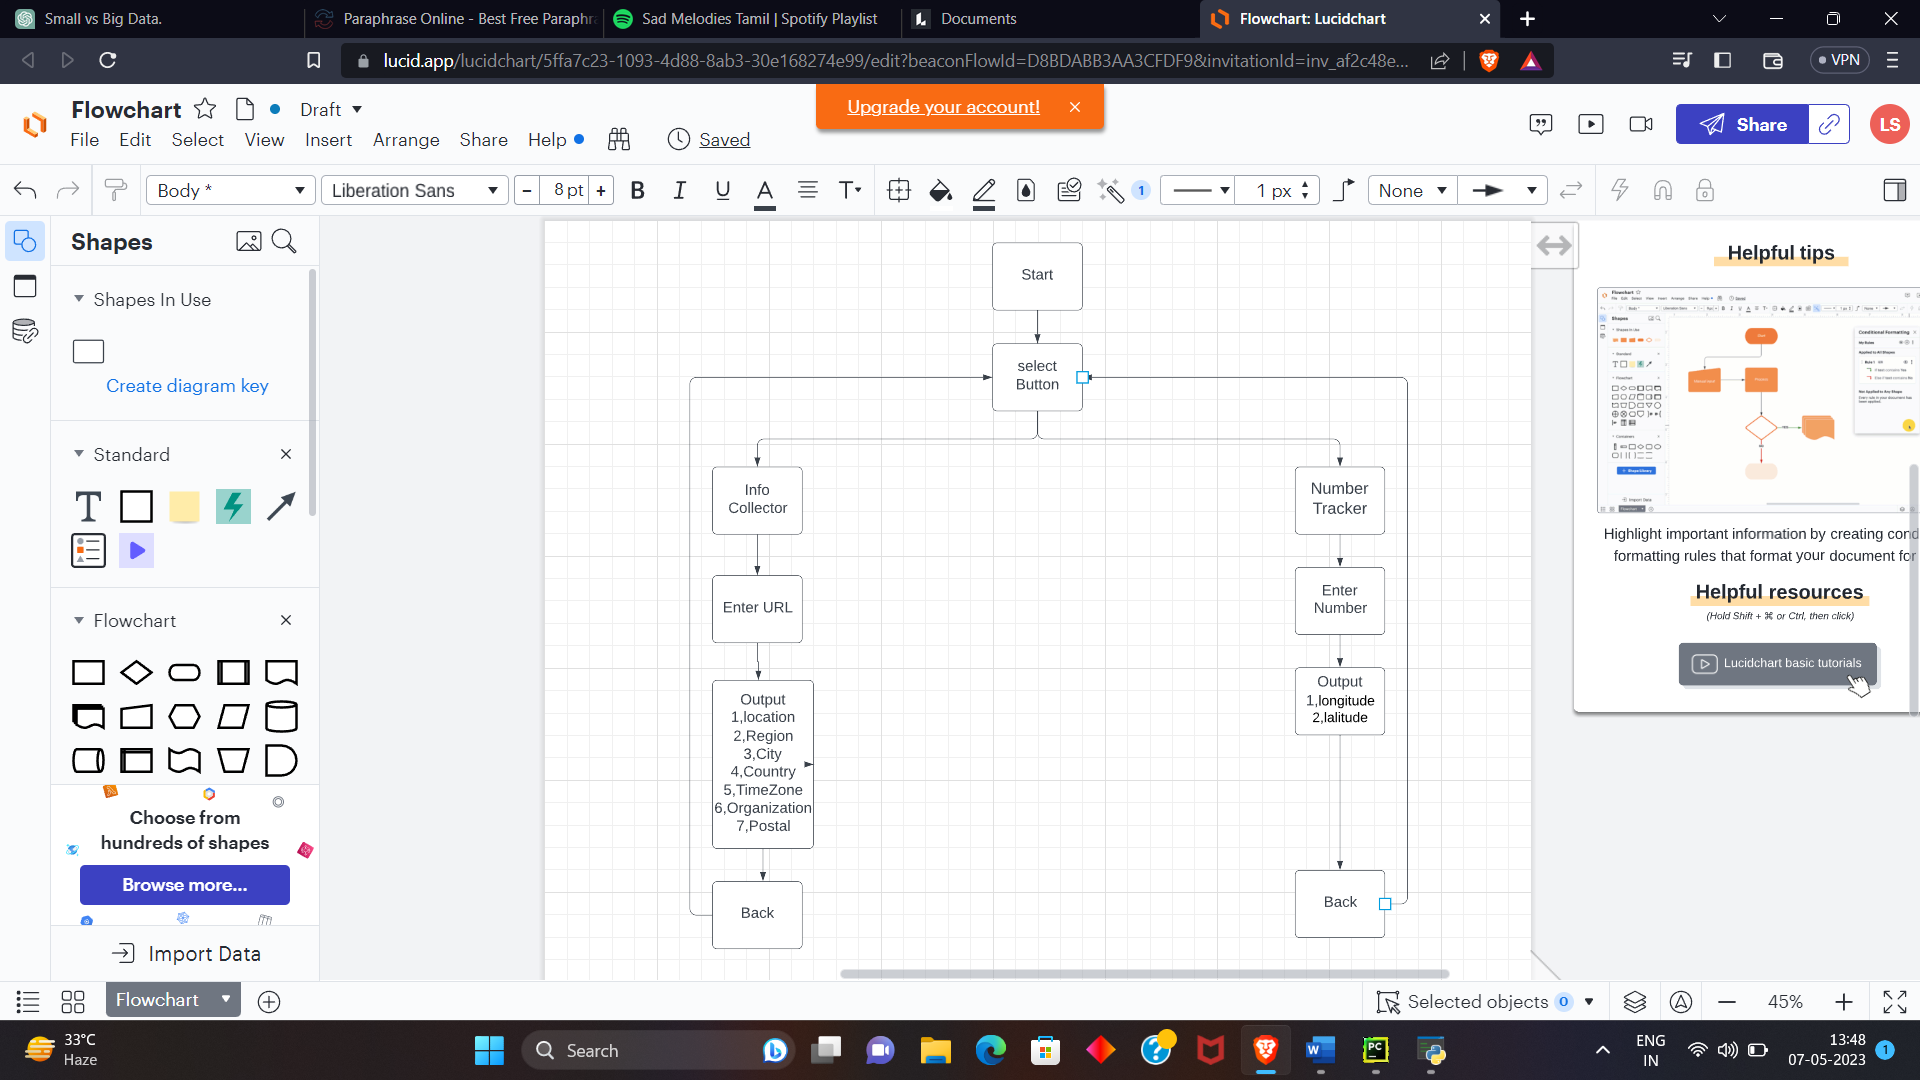 Small vs Big Data.
Paraphrase Online - Best Free Paraphr
Sad Melodies Tamil | Spotify Playlist
Documents
Flowchart: Lucidchart
lucid.app/lucidchart/5ffa7c23-1093-4d88-8ab3-30e168274e99/edit?beaconFlowId=D8BDABB3AA3CFDF9&invitationId=inv_af2c48e...
VPN
Flowchart
Draft
Upgrade your account!
File Edit Select View Insert Arrange Share Help
Saved
Share
LS
Body *
Liberation Sans
- 8 pt +
B I U A T
1
1 px
None
Shapes
Shapes In Use
Create diagram key
Standard
T
Flowchart
Choose from
hundreds of shapes
Browse more...
Import Data
Start
select
Button
Info
Collector
Number
Tracker
Enter URL
Enter
Number
Output
1,location
2,Region
3,City
4,Country
5,TimeZone
6,Organization
7,Postal
Output
1,longitude
2,lalitude
Back
Back
Helpful tips
Highlight important information by creating cond
formatting rules that format your document for
Helpful resources
(Hold Shift + ⌘ or Ctrl, then click)
Lucidchart basic tutorials
Flowchart
Selected objects 0
45%
33°C
Haze
Search
ENG
IN
13:48
07-05-2023
1